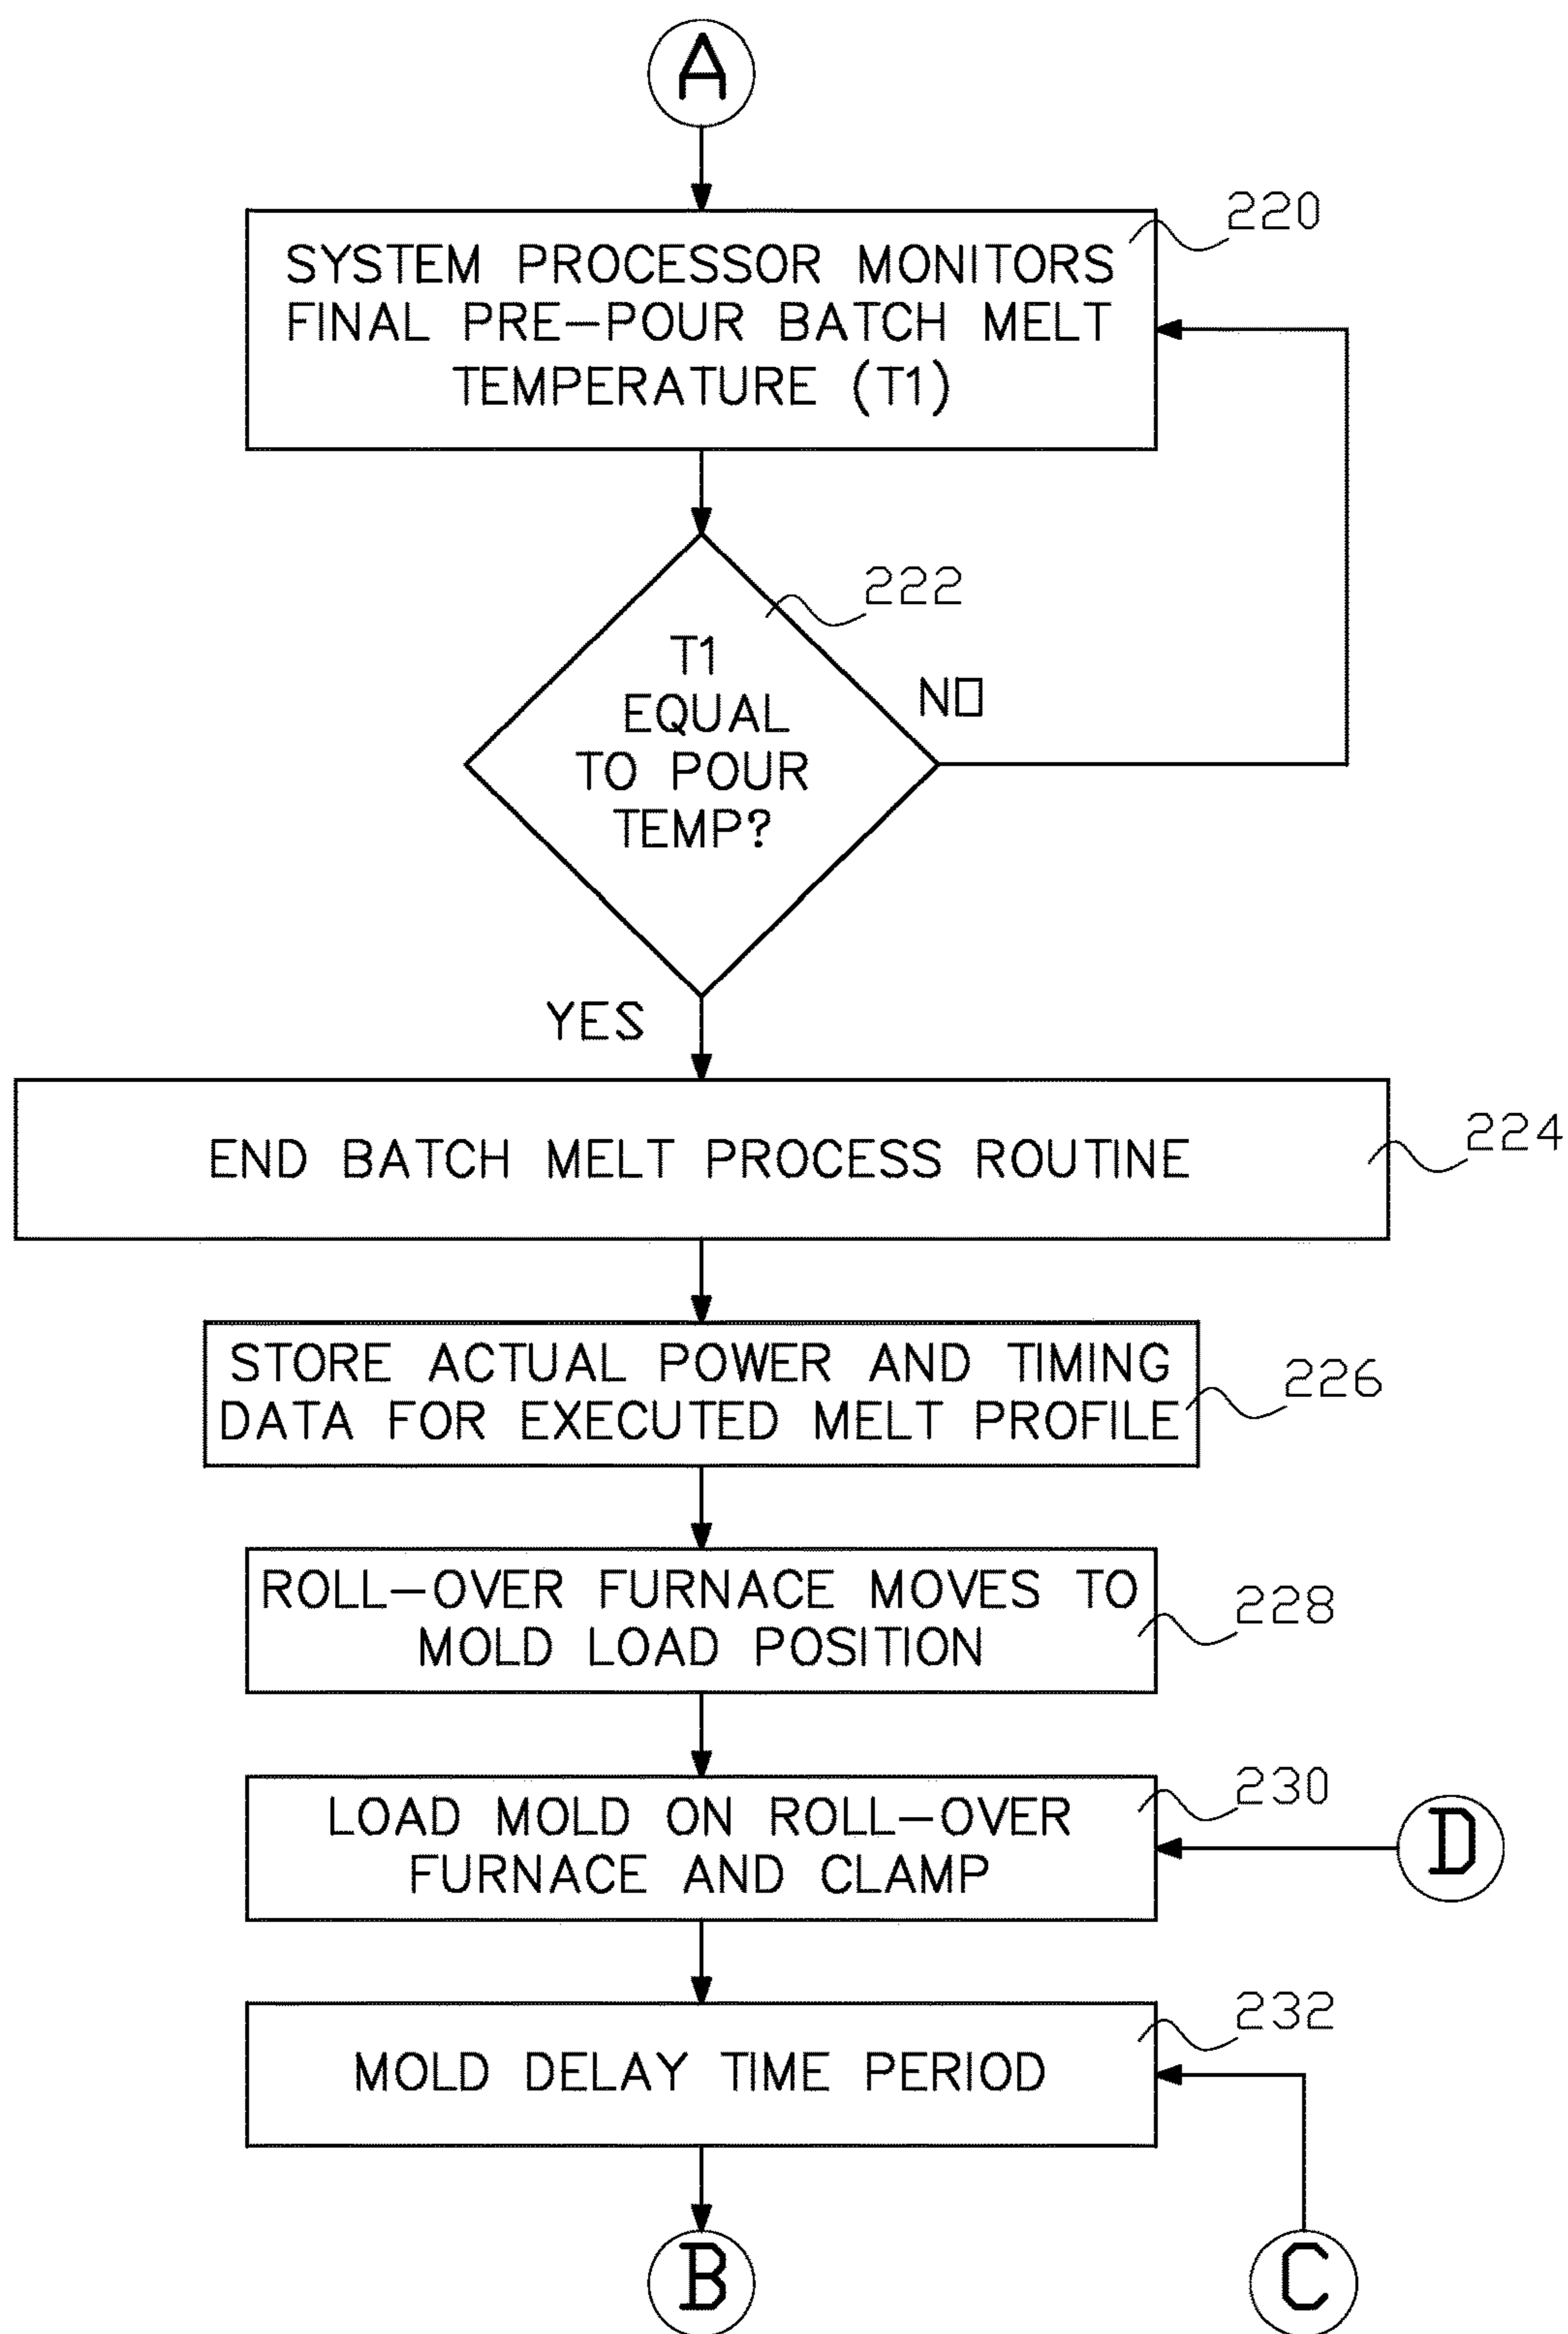 A
220
SYSTEM PROCESSOR MONITORS
FINAL PRE-POUR BATCH MELT
TEMPERATURE (T1)
222
T1
EQUAL
TO POUR
TEMP?
NO
YES
END BATCH MELT PROCESS ROUTINE
224
STORE ACTUAL POWER AND TIMING
DATA FOR EXECUTED MELT PROFILE
226
ROLL-OVER FURNACE MOVES TO
MOLD LOAD POSITION
228
LOAD MOLD ON ROLL-OVER
FURNACE AND CLAMP
230
D
232
MOLD DELAY TIME PERIOD
B
C